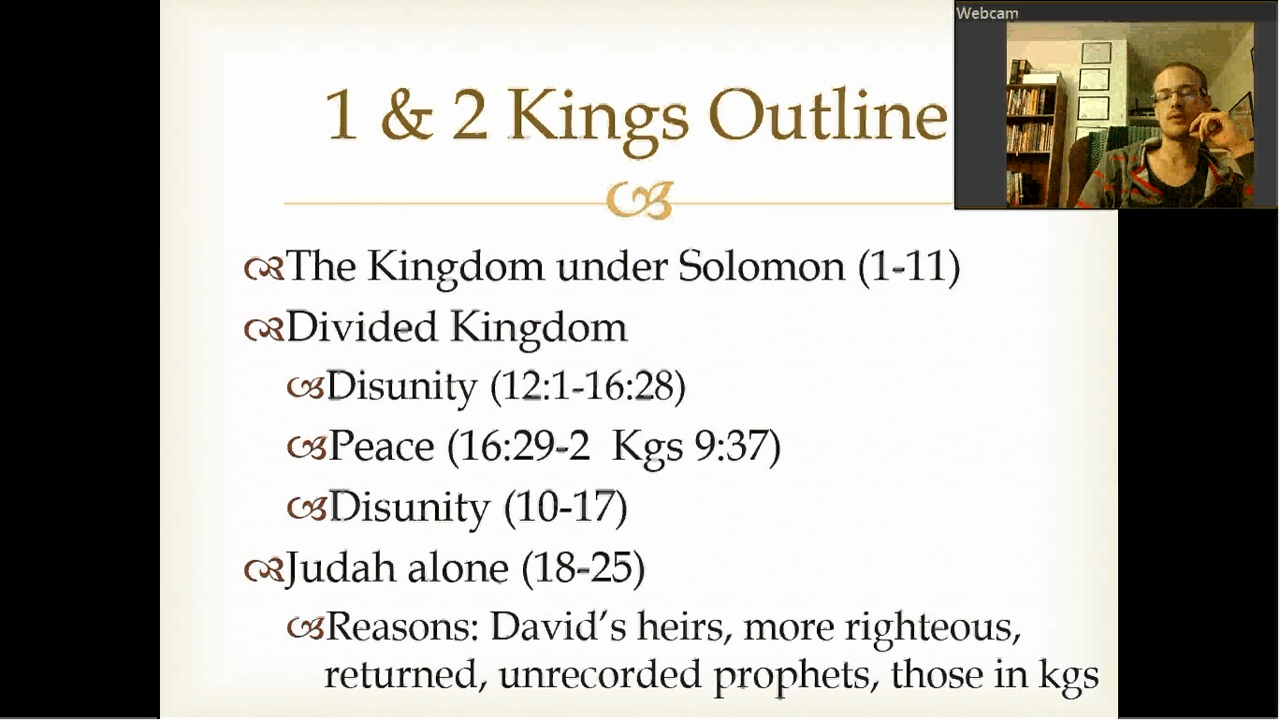 Webcam
1 & 2 Kings Outline
The Kingdom under Solomon (1-11)
Divided Kingdom
Disunity (12:1-16:28)
Peace (16:29-2 Kgs 9:37)
Disunity (10-17)
Judah alone (18-25)
Reasons: David's heirs, more righteous,
returned, unrecorded prophets, those in kgs